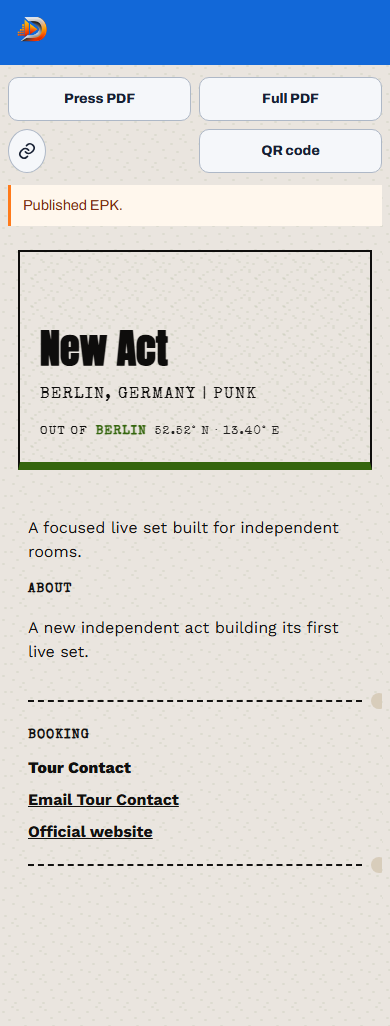 Press PDF
Full PDF
QR code
Published EPK.
New Act
BERLIN, GERMANY | PUNK
OUT OF BERLIN 52.52° N · 13.40° E
A focused live set built for independent
rooms.
ABOUT
A new independent act building its first
live set.
BOOKING
Tour Contact
Email Tour Contact
Official website